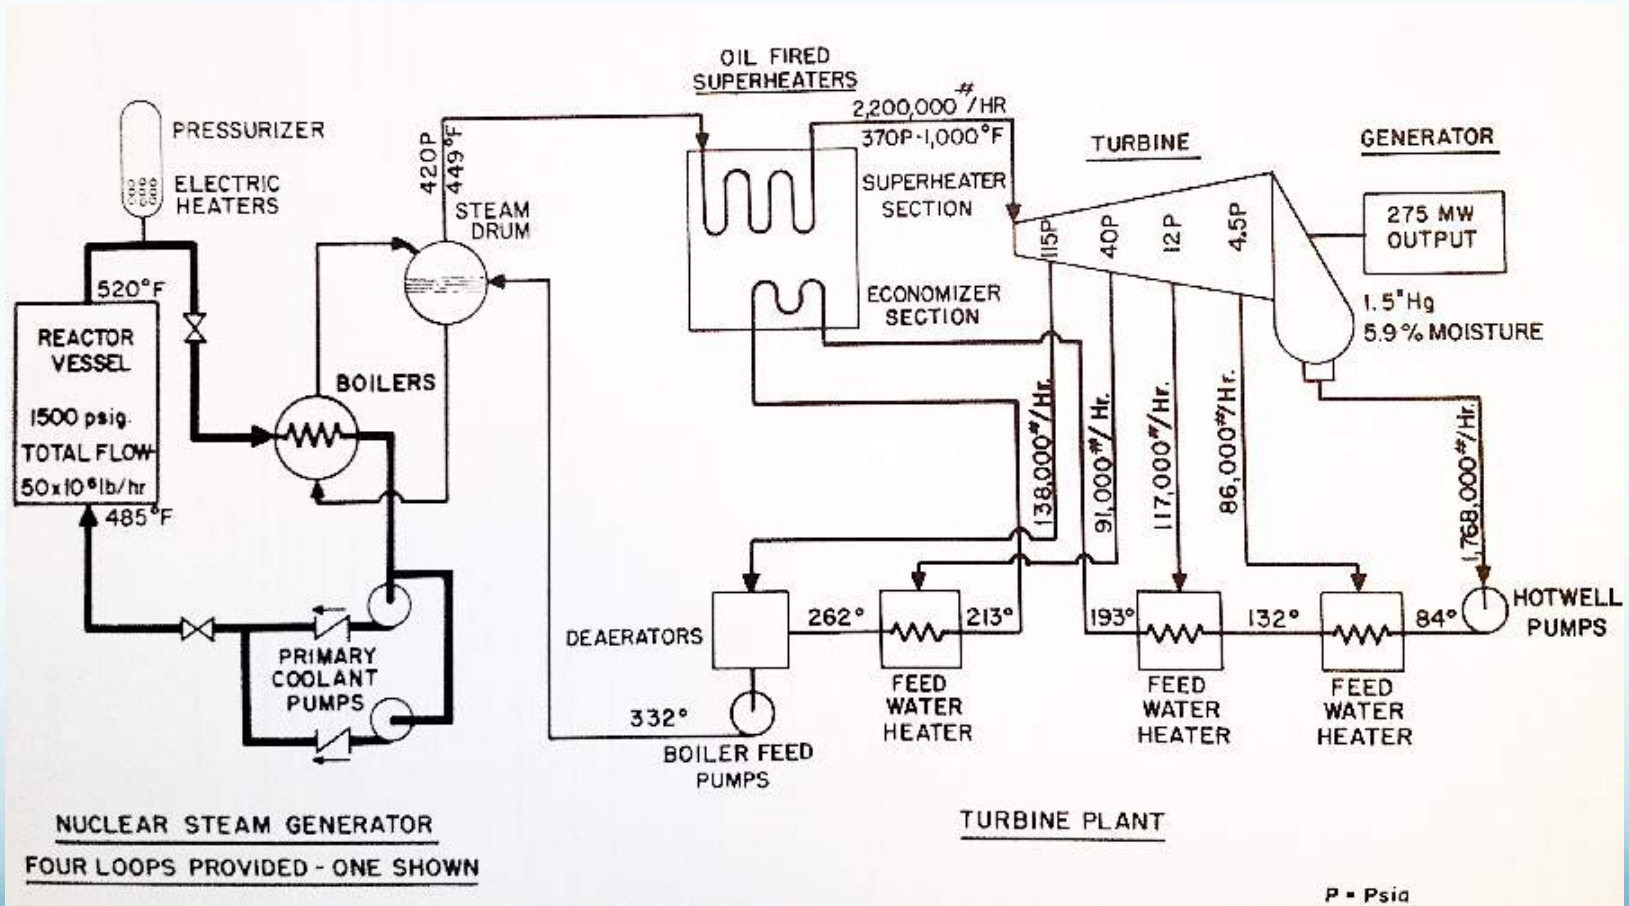 OIL FIRED
SUPERHEATERS
2,200,000#/HR
370P-1,000°F
PRESSURIZER
ELECTRIC
HEATERS
420P
449°F
STEAM
DRUM
SUPERHEATER
SECTION
ECONOMIZER
SECTION
TURBINE
115P
40P
12P
4.5P
GENERATOR
275 MW
OUTPUT
1.5"Hg
5.9% MOISTURE
520°F
REACTOR
VESSEL
1500 psig.
TOTAL FLOW
50x10⁶lb/hr
485°F
BOILERS
138,000#/Hr.
91,000#/Hr.
117,000#/Hr.
86,000#/Hr.
1,768,000#/Hr.
PRIMARY
COOLANT
PUMPS
DEAERATORS
262°
213°
193°
132°
84°
HOTWELL
PUMPS
FEED
WATER
HEATER
FEED
WATER
HEATER
FEED
WATER
HEATER
332°
BOILER FEED
PUMPS
NUCLEAR STEAM GENERATOR
FOUR LOOPS PROVIDED - ONE SHOWN
TURBINE PLANT
P = Psia